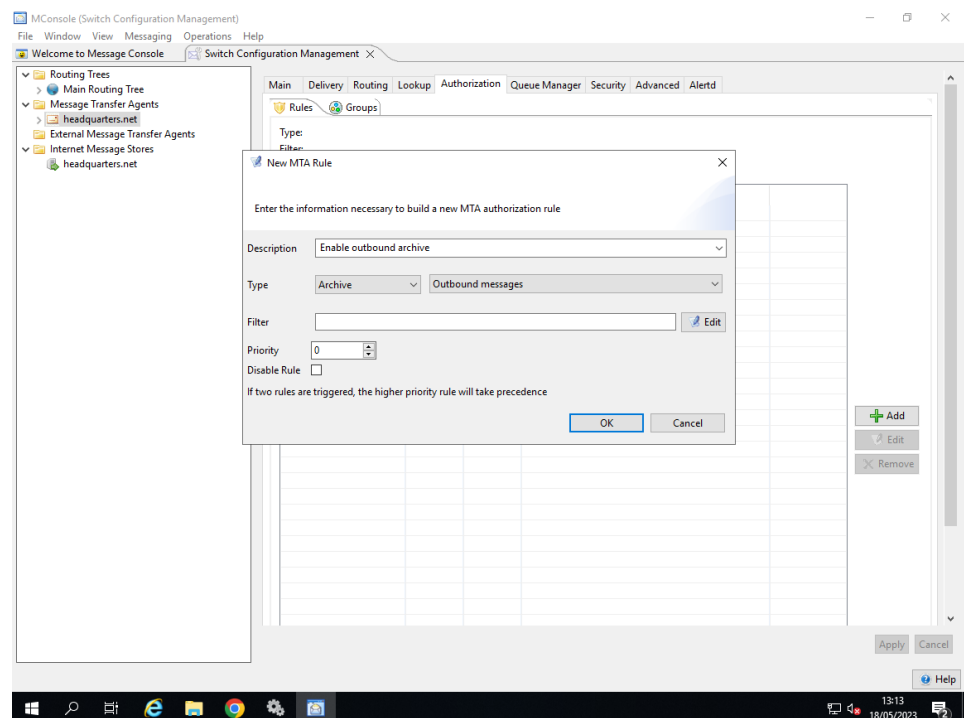 MConsole (Switch Configuration Management)
File Window View Messaging Operations Help
Welcome to Message Console Switch Configuration Management
Routing Trees
Main Routing Tree
Message Transfer Agents
headquarters.net
External Message Transfer Agents
Internet Message Stores
headquarters.net
Main Delivery Routing Lookup Authorization Queue Manager Security Advanced Alertd
Rules Groups
Type:
Filter:
New MTA Rule
Enter the information necessary to build a new MTA authorization rule
Description Enable outbound archive
Type Archive Outbound messages
Filter Edit
Priority 0
Disable Rule
If two rules are triggered, the higher priority rule will take precedence
OK Cancel
Add
Edit
Remove
Apply Cancel
Help
13:13
18/05/2023
2